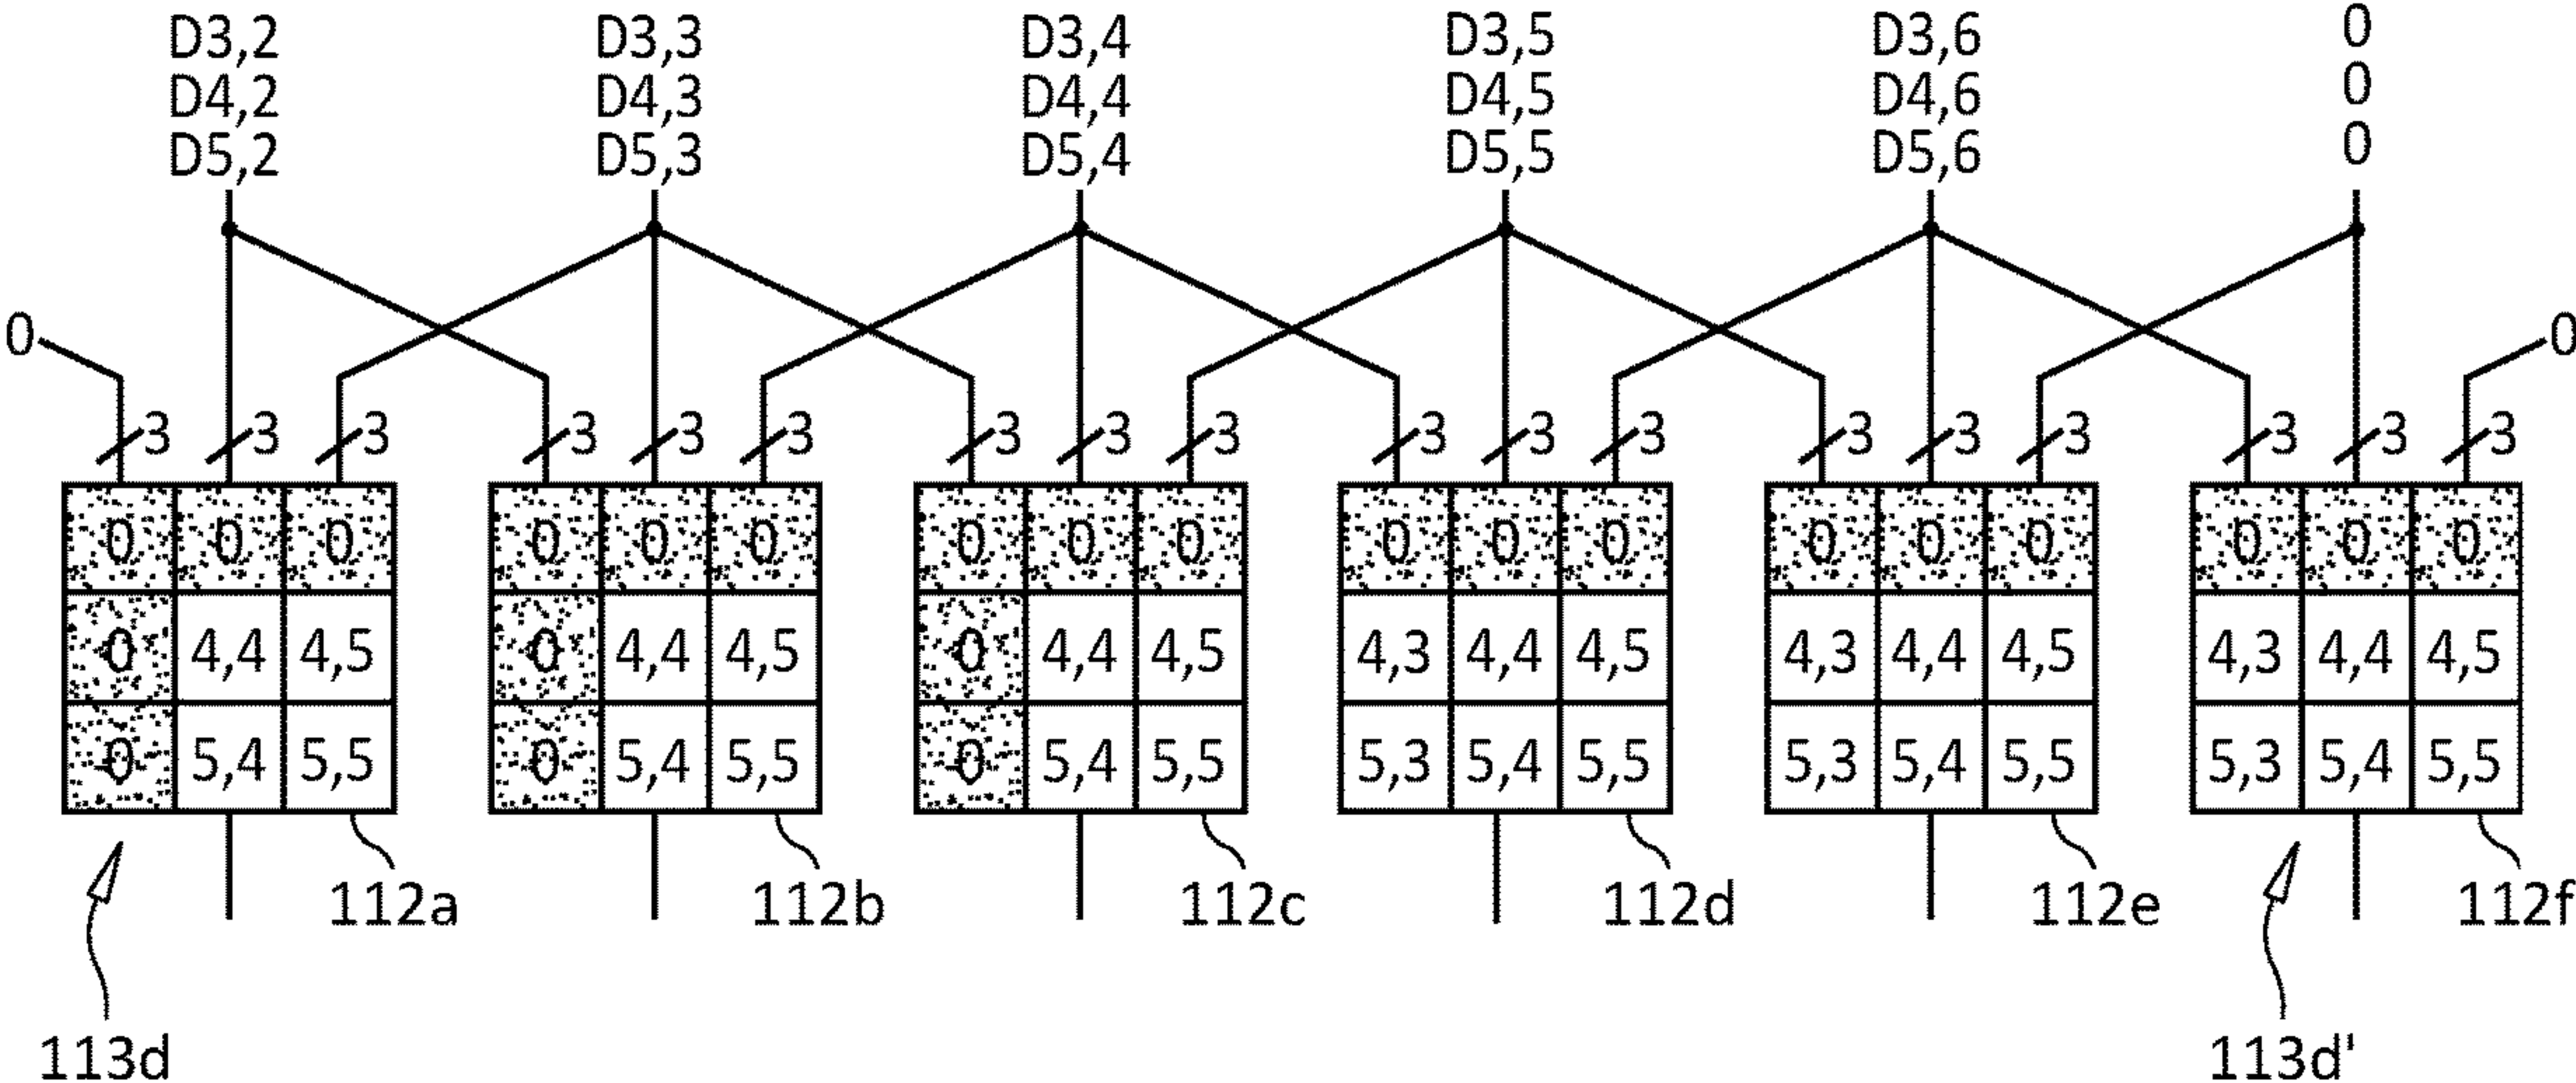 D3,2 D3,3 D3,4 D3,5 D3,6 0
D4,2 D4,3 D4,4 D4,5 D4,6 0
D5,2 D5,3 D5,4 D5,5 D5,6 0
0 0
3 3 3 3 3 3 3 3 3 3 3 3 3 3 3 3 3 3
0 0 0 0 0 0 0 0 0 0 0 0 0 0 0 0 0 0
0 4,4 4,5 0 4,4 4,5 0 4,4 4,5 4,3 4,4 4,5 4,3 4,4 4,5 4,3 4,4 4,5
0 5,4 5,5 0 5,4 5,5 0 5,4 5,5 5,3 5,4 5,5 5,3 5,4 5,5 5,3 5,4 5,5
112a 112b 112c 112d 112e 112f
113d 113d'